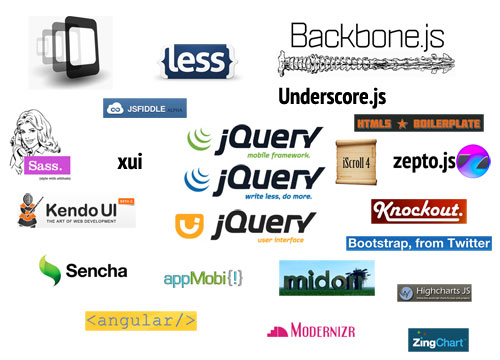 Backbone.js
{less}
Underscore.js
JSFIDDLE ALPHA
HTML5 ★ BOILERPLATE
Sass.
xui
jQuery
mobile framework.
iScroll 4
zepto.js
jQuery
write less, do more.
Kendo UI
THE ART OF WEB DEVELOPMENT
jQuery
user interface
Knockout.
Bootstrap, from Twitter
Sencha
appMobi{!}
midori
Highcharts JS
<angular/>
MODERNIZR
ZingChart